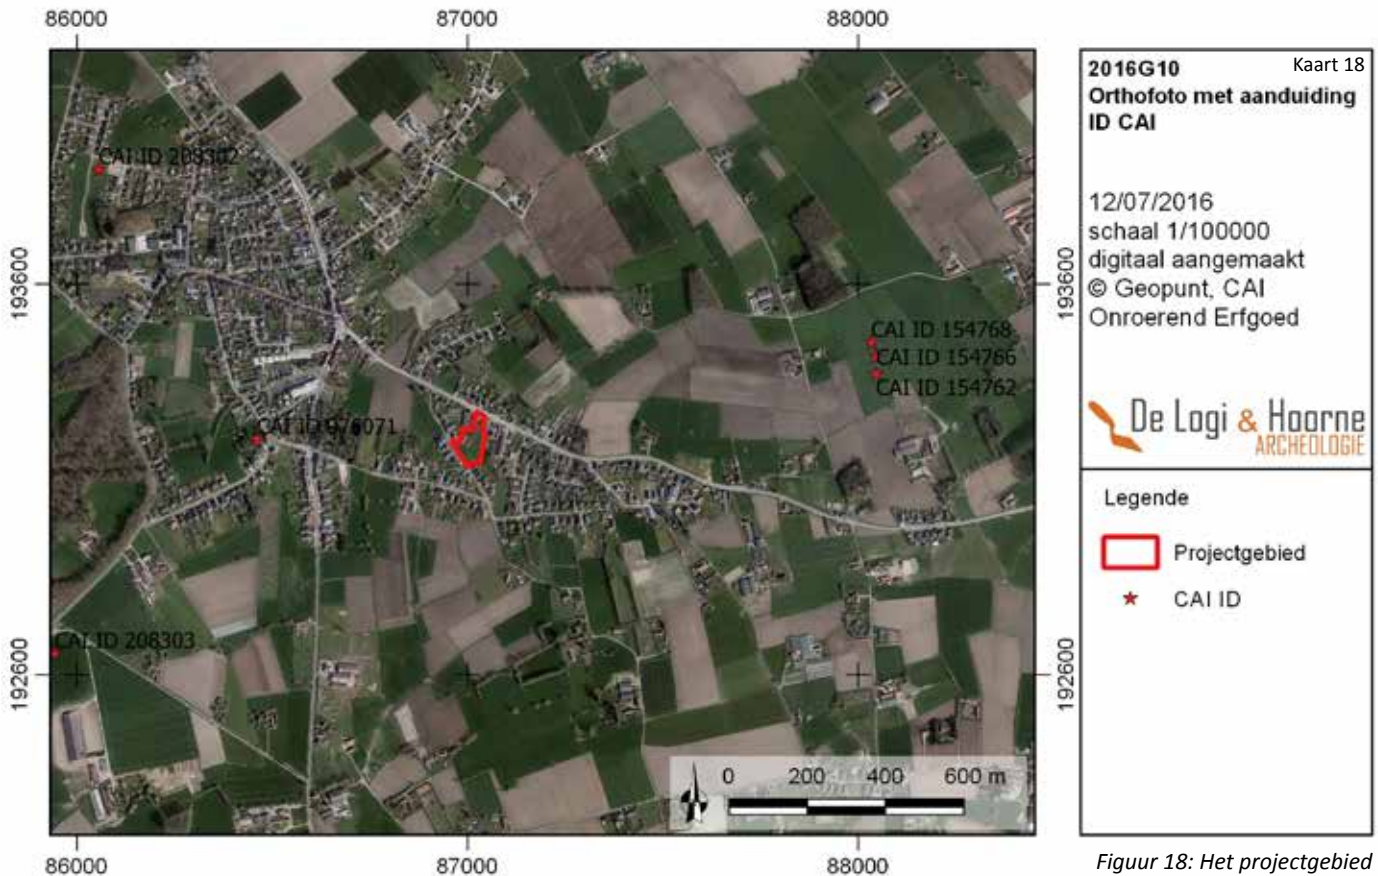 86000
87000
88000
193600
192600
CAI ID 208302
CAI ID 154768
CAI ID 154766
CAI ID 154762
CAI ID 976071
CAI ID 208303
193600
192600
0 200 400 600 m
86000
87000
88000
Kaart 18
2016G10
Orthofoto met aanduiding
ID CAI
12/07/2016
schaal 1/100000
digitaal aangemaakt
© Geopunt, CAI
Onroerend Erfgoed
De Logi & Hoorne
ARCHEOLOGIE
Legende
Projectgebied
CAI ID
Figuur 18: Het projectgebied